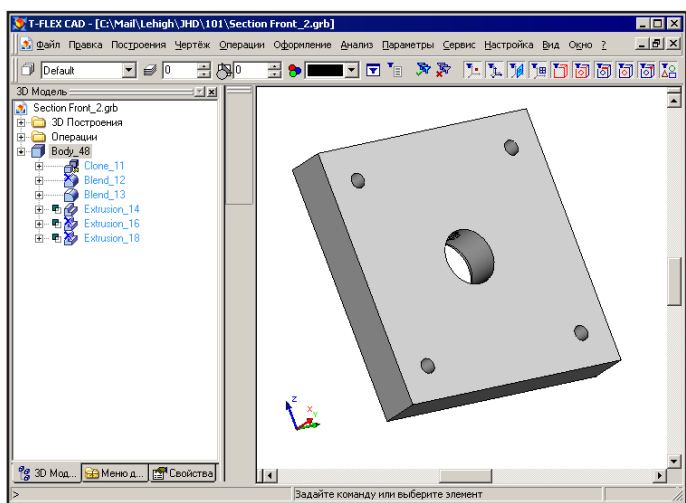 T-FLEX CAD - [C:\Mail\Lehigh\JHD\101\Section Front_2.grb]
Файл Правка Построения Чертёж Операции Оформление Анализ Параметры Сервис Настройка Вид Окно ?
Default 0 0
3D Модель
Section Front_2.grb
3D Построения
Операции
Body_48
Clone_11
Blend_12
Blend_13
Extrusion_14
Extrusion_16
Extrusion_18
Z
X
Y
3D Мод... Меню д... Свойства
> Задайте команду или выберите элемент